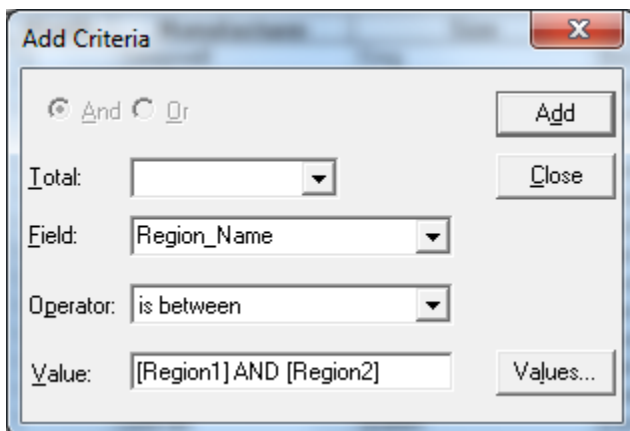 Add Criteria
And Or
Add
Total:
Close
Field: Region_Name
Operator: is between
Value: [Region1] AND [Region2]
Values...